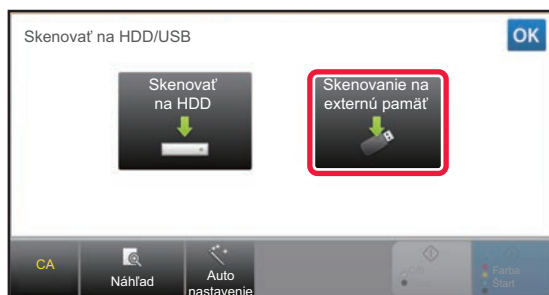 Skenovať na HDD/USB
OK
Skenovať
na HDD
Skenovanie na
externú pamäť
CA
Náhľad
Auto
nastavenie
Farba
Štart